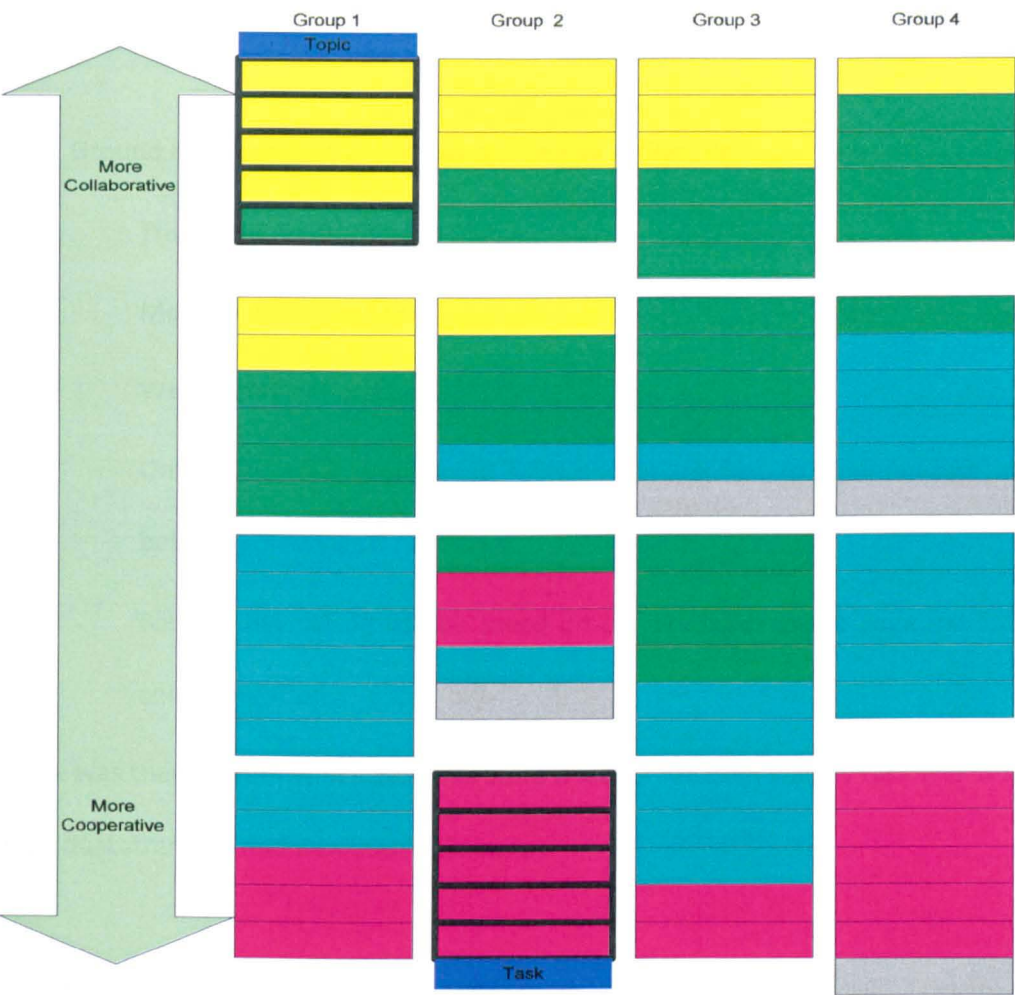 Group 1
Group 2
Group 3
Group 4
Topic
More
Collaborative
More
Cooperative
Task